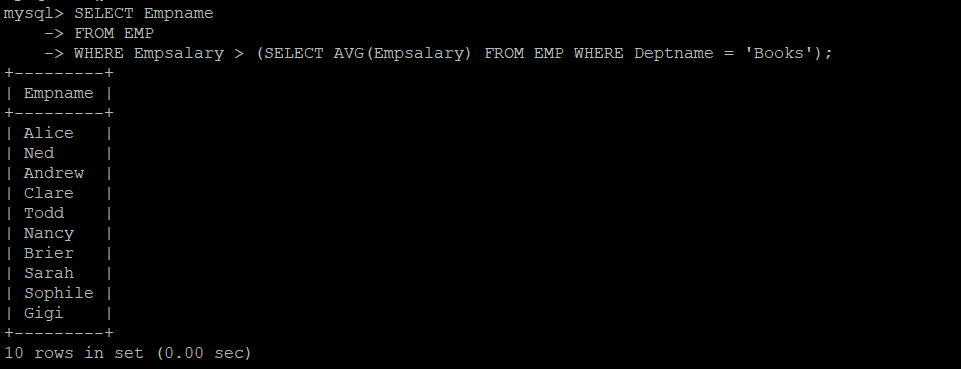 mysql> SELECT Empname
    -> FROM EMP
    -> WHERE Empsalary > (SELECT AVG(Empsalary) FROM EMP WHERE Deptname = 'Books');
+---------+
| Empname |
+---------+
| Alice   |
| Ned     |
| Andrew  |
| Clare   |
| Todd    |
| Nancy   |
| Brier   |
| Sarah   |
| Sophile |
| Gigi    |
+---------+
10 rows in set (0.00 sec)